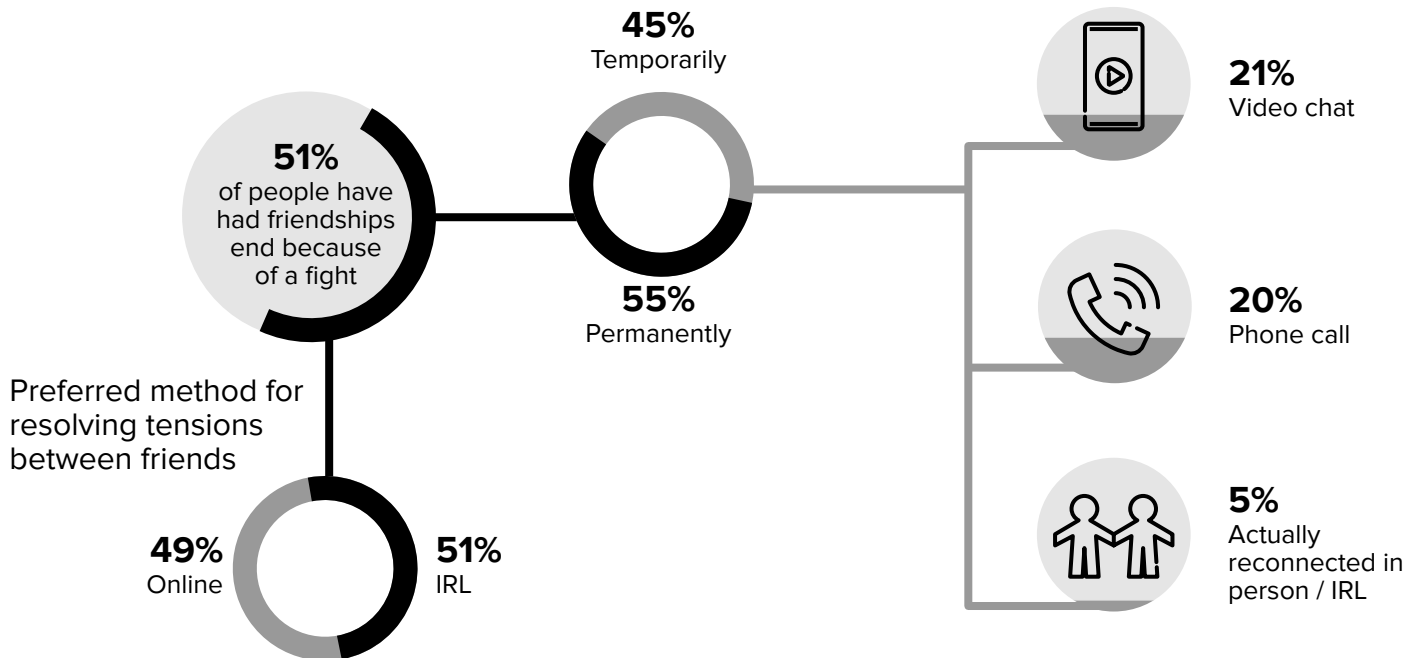 45%
Temporarily
51%
of people have
had friendships
end because
of a fight
55%
Permanently
Preferred method for
resolving tensions
between friends
49%
Online
51%
IRL
21%
Video chat
20%
Phone call
5%
Actually
reconnected in
person / IRL